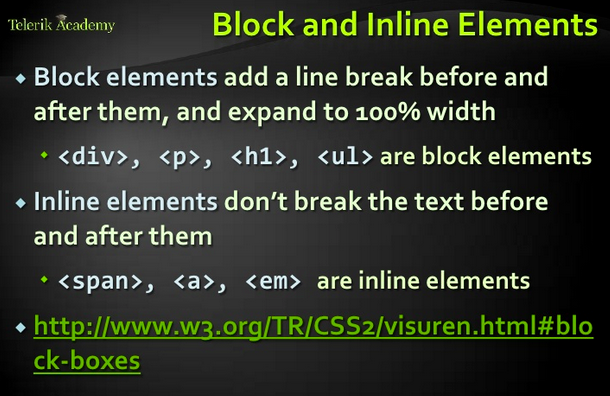 Telerik Academy
Block and Inline Elements
Block elements add a line break before and
after them, and expand to 100% width
<div>, <p>, <h1>, <ul> are block elements
Inline elements don’t break the text before
and after them
<span>, <a>, <em> are inline elements
http://www.w3.org/TR/CSS2/visuren.html#blo
ck-boxes